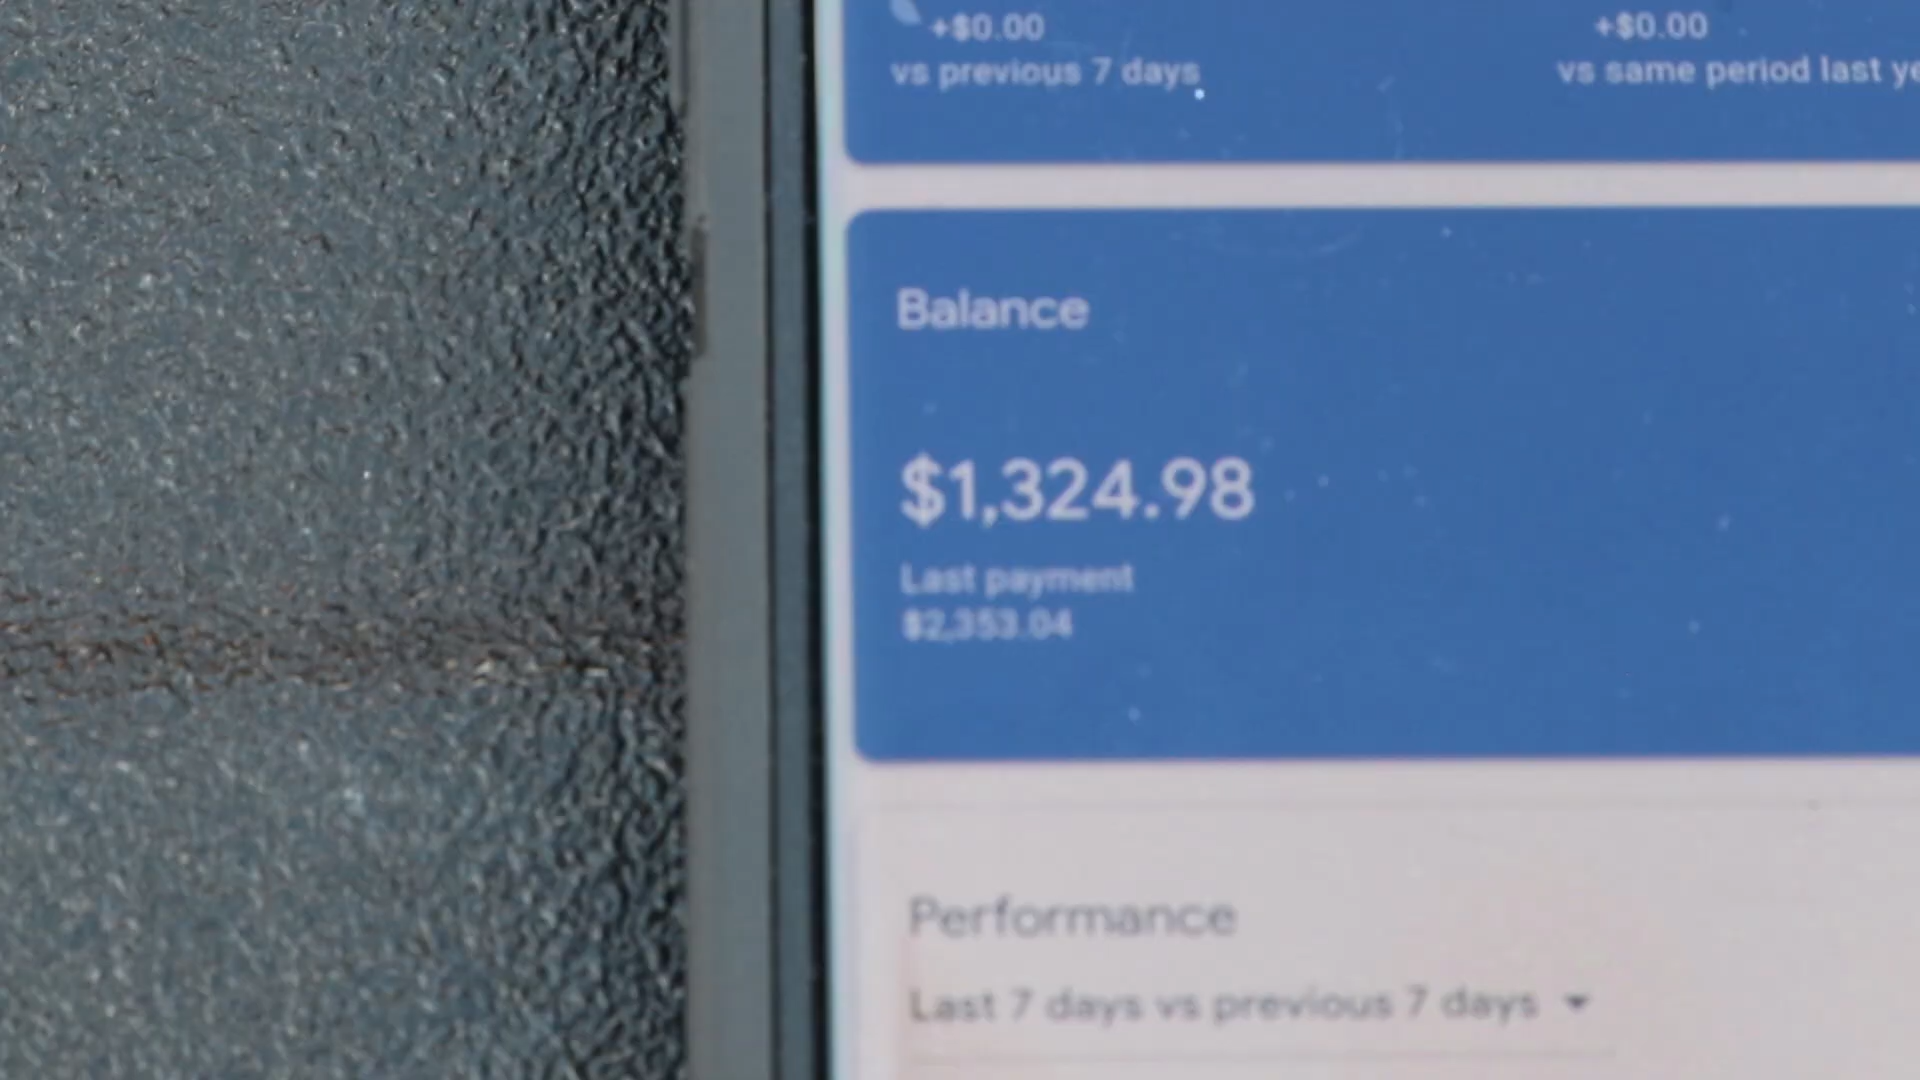 +$0.00 +$0.00
vs previous 7 days vs same period last ye
Balance
$1,324.98
Last payment
$2,353.04
Performance
Last 7 days vs previous 7 days